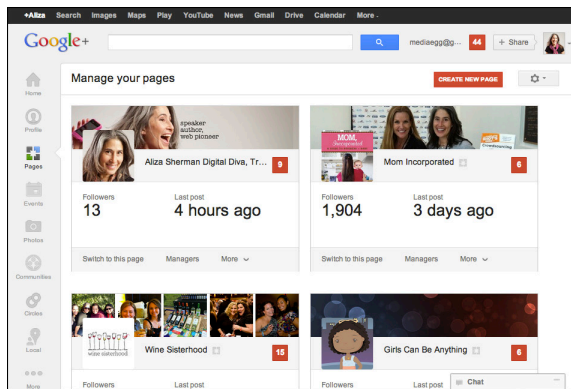 +Aliza Search Images Maps Play YouTube News Gmail Drive Calendar More
Google+
mediaegg@g... 44 + Share
Home
Profile
Pages
Events
Photos
Communities
Circles
Local
More
Manage your pages
CREATE NEW PAGE
speaker
author,
web pioneer
Aliza Sherman Digital Diva, Tr... 9
Followers Last post
13 4 hours ago
Switch to this page Managers More
MOM,
Incorporated
Crowdsourcing
Mom Incorporated 6
Followers Last post
1,904 3 days ago
Switch to this page Managers More
wine sisterhood
Wine Sisterhood 15
Followers Last post
Girls Can Be Anything 6
Followers Last post
Chat